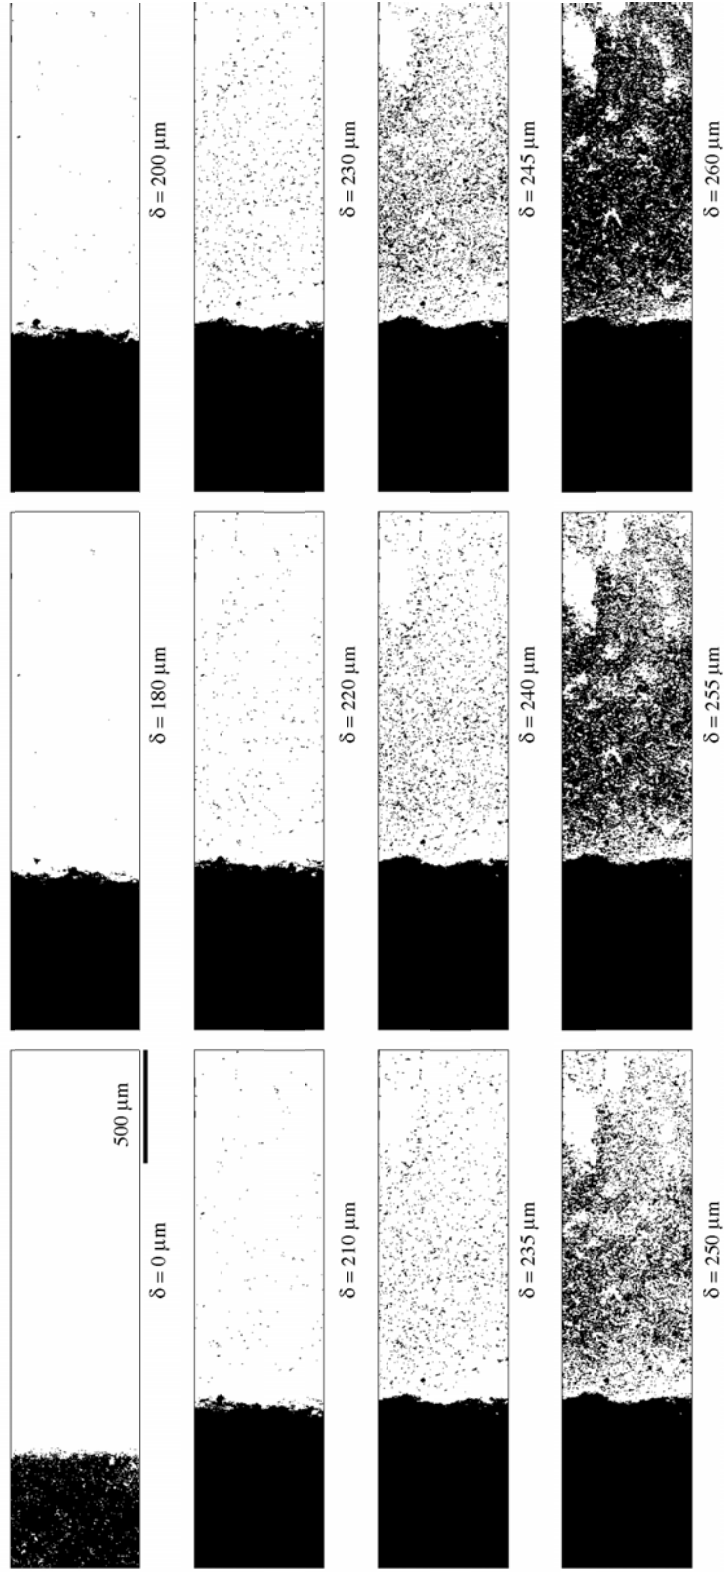 500 μm
δ = 0 μm
δ = 180 μm
δ = 200 μm
δ = 210 μm
δ = 220 μm
δ = 230 μm
δ = 235 μm
δ = 240 μm
δ = 245 μm
δ = 250 μm
δ = 255 μm
δ = 260 μm